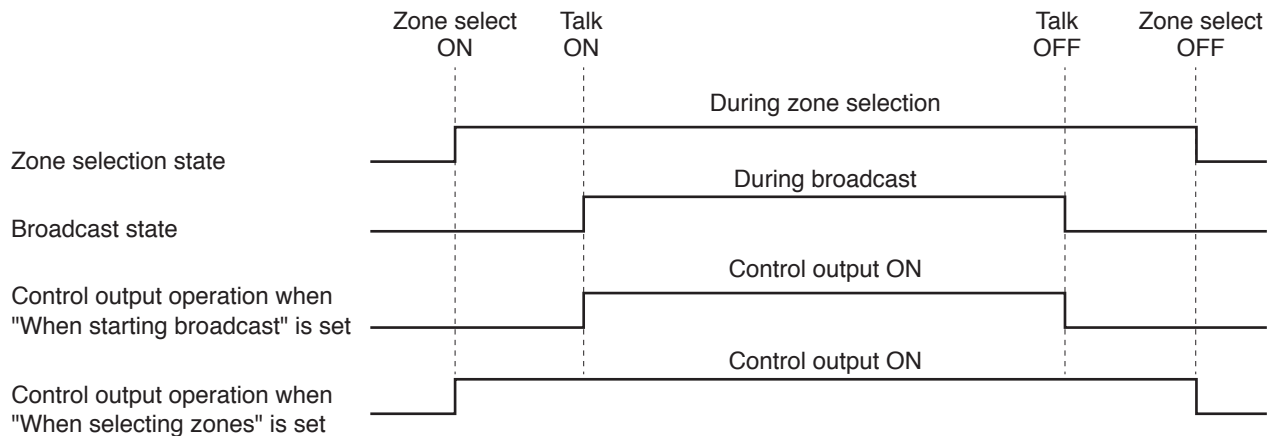 Zone select
ON
Talk
ON
Talk
OFF
Zone select
OFF
During zone selection
Zone selection state
During broadcast
Broadcast state
Control output ON
Control output operation when
"When starting broadcast" is set
Control output ON
Control output operation when
"When selecting zones" is set